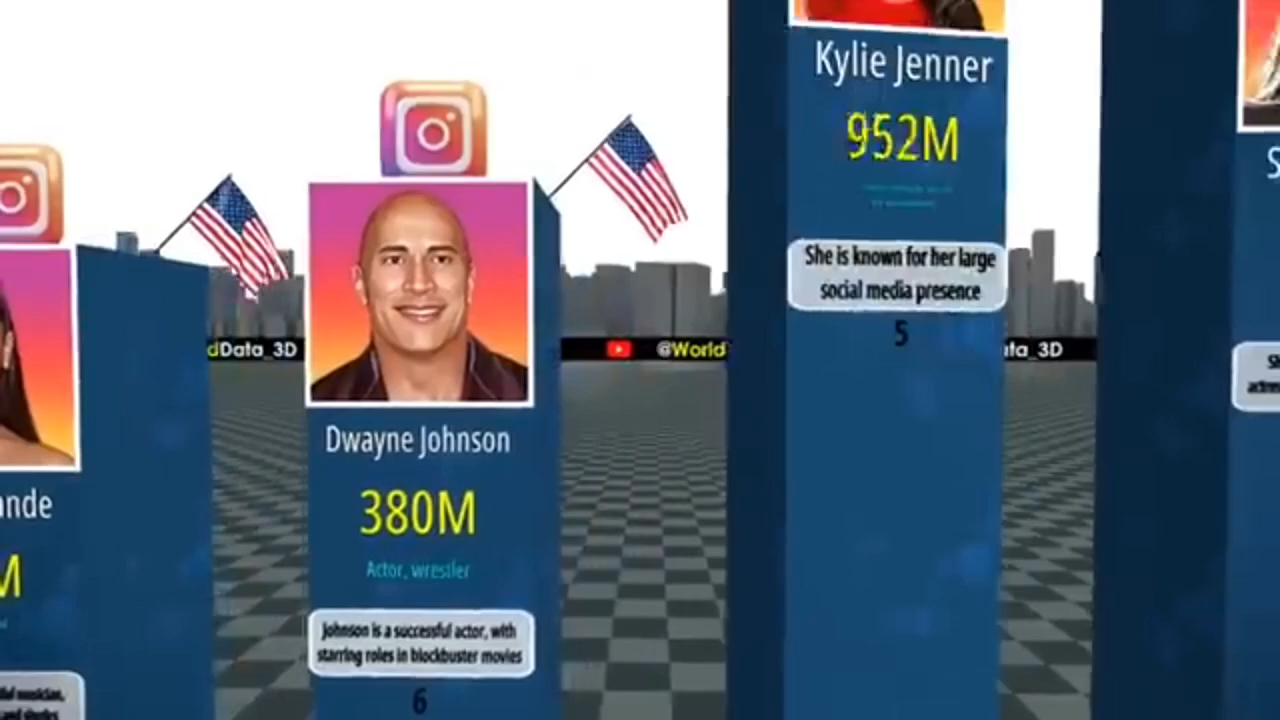 Kylie Jenner
952M
She is known for her large
social media presence
5
dData_3D
@World
ata_3D
S
Dwayne Johnson
380M
Actor, wrestler
Johnson is a successful actor, with
starring roles in blockbuster movies
6
ande
M